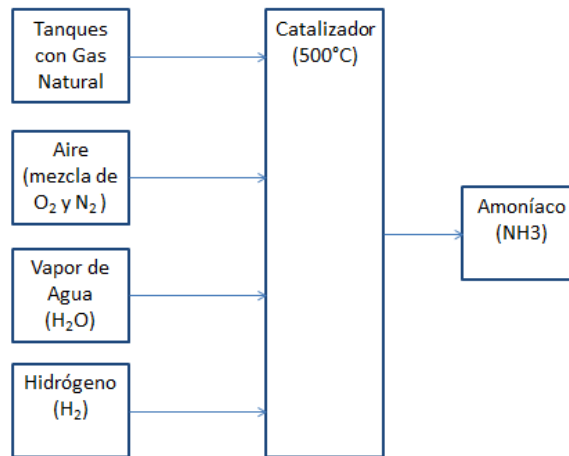 Tanques
con Gas
Natural
Catalizador
(500°C)
Aire
(mezcla de
O₂ y N₂ )
Amoníaco
(NH3)
Vapor de
Agua
(H₂O)
Hidrógeno
(H₂)